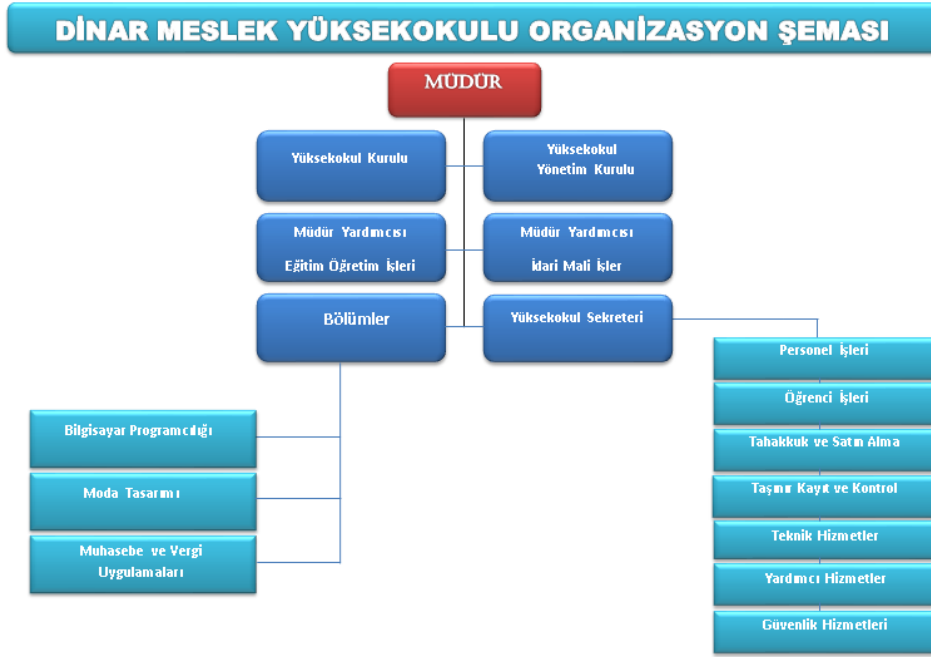 DİNAR MESLEK YÜKSEKOKULU ORGANİZASYON ŞEMASI
MÜDÜR
Yüksekokul Kurulu
Yüksekokul
Yönetim Kurulu
Müdür Yardımcısı
Eğitim Öğretim İşleri
Müdür Yardımcısı
İdari Mali İşler
Bölümler
Yüksekokul Sekreteri
Bilgisayar Programcılığı
Moda Tasarımı
Muhasebe ve Vergi
Uygulamaları
Personel İşleri
Öğrenci İşleri
Tahakkuk ve Satın Alma
Taşınır Kayıt ve Kontrol
Teknik Hizmetler
Yardımcı Hizmetler
Güvenlik Hizmetleri